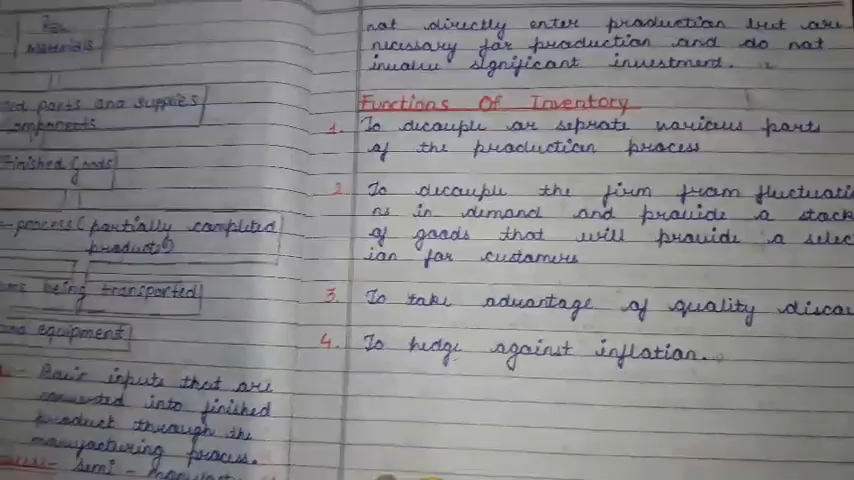 Raw
materials
ed parts and supplies
omponents
Finished Goods
-process (partially completed
products)
being transported
and equipment
- Basic inputs that are
converted into finished
product through the
manufacturing process.
- Semi -
not directly enter production but are
necessary for production and do not
involve significant investment.
Functions Of Inventory
1. To decouple or seprate various parts
of the production process
2. To decouple the firm from fluctuatio
ns in demand and provide a stock
of goods that will provide a selec
ion for customers
3. To take advantage of quality discou
4. To hedge against inflation.